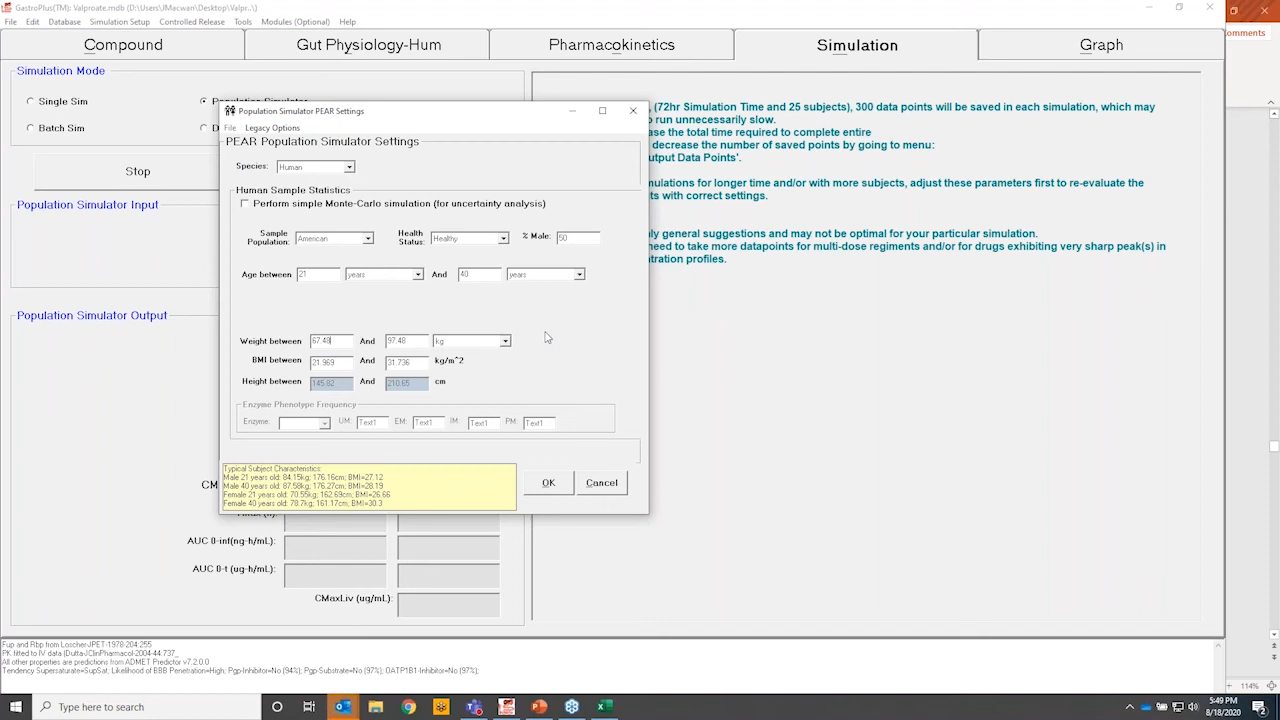 GastroPlus(TM): Valproate.mdb (D:\Users\JMacwan\Desktop\Valpr..\)
File Edit Database Simulation Setup Controlled Release Tools Modules (Optional) Help
Comments
Compound Gut Physiology-Hum Pharmacokinetics Simulation Graph
Simulation Mode
Single Sim
Batch Sim
Stop
Population Simulator Input
Population Simulator Output
Population Simulator PEAR Settings
File Legacy Options
PEAR Population Simulator Settings
Species: Human
Human Sample Statistics
Perform simple Monte-Carlo simulation (for uncertainty analysis)
Sample Population: American Health Status: Healthy % Male: 50
Age between 21 years And 40 years
Weight between 67.48 And 97.48 kg
BMI between 21.969 And 31.736 kg/m^2
Height between 145.82 And 210.65 cm
Enzyme Phenotype Frequency
Enzyme: UM: Text1 EM: Text1 IM: Text1 PM: Text1
Typical Subject Characteristics:
Male 21 years old: 84.15kg; 176.16cm; BMI=27.12
Male 40 years old: 87.58kg; 176.27cm; BMI=28.19
Female 21 years old: 70.55kg; 162.69cm; BMI=26.66
Female 40 years old: 78.7kg; 161.17cm; BMI=30.3
OK Cancel
(72hr Simulation Time and 25 subjects), 300 data points will be saved in each simulation, which may
run unnecessarily slow.
ase the total time required to complete entire
decrease the number of saved points by going to menu:
utput Data Points'.
mulations for longer time and/or with more subjects, adjust these parameters first to re-evaluate the
ts with correct settings.
ly general suggestions and may not be optimal for your simulation.
need to take more datapoints for multi-dose regiments and/or for drugs exhibiting very sharp peak(s) in
tration profiles.
AUC 0-inf(ng-h/mL):
AUC 0-t (ug-h/mL):
CMaxLiv (ug/mL):
Fup and Rbp from Loscher-JPET-1978-204:255
PK fitted to IV data (Dutta-JClinPharmacol-2004-44:737_
All other properties are predictions from ADMET Predictor v7.2.0.0
Tendency Supersaturate=SupSat; Likelihood of BBB Penetration=High; Pgp-Inhibitor=No (94%); Pgp-Substrate=No (97%); OATP1B1-Inhibitor=No (97%);
114%
Type here to search
5:49 PM
8/18/2020